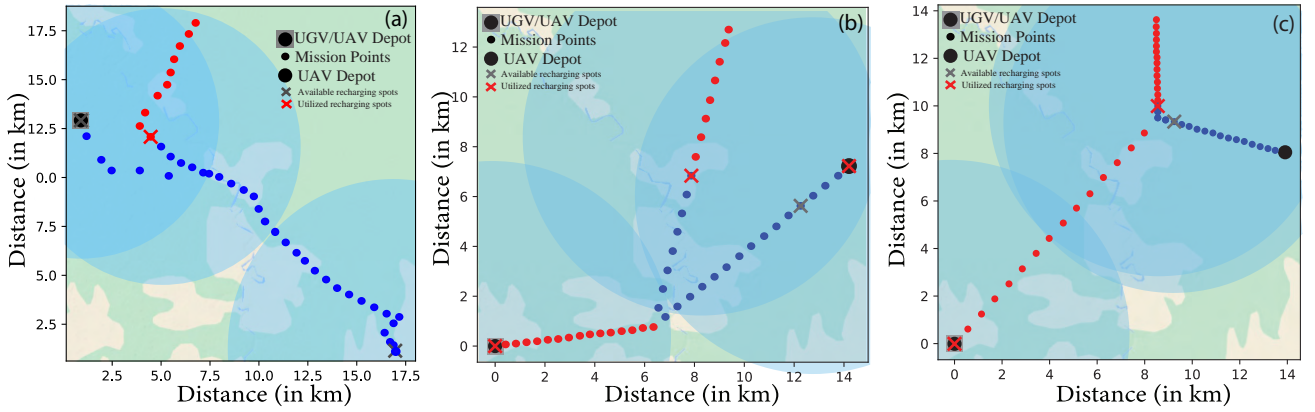 (a)
UGV/UAV Depot
Mission Points
UAV Depot
Available recharging spots
Utilized recharging spots
17.5
15.0
12.5
0.0
7.5
5.0
2.5
2.5
5.0
7.5
10.0
12.5
15.0
17.5
Distance (in km)
Distance (in km)
(b)
UGV/UAV Depot
Mission Points
UAV Depot
Available recharging spots
Utilized recharging spots
12
10
8
6
4
2
0
0
2
4
6
8
10
12
14
Distance (in km)
Distance (in km)
(c)
UGV/UAV Depot
Mission Points
UAV Depot
Available recharging spots
Utilized recharging spots
14
12
10
8
6
4
2
0
0
2
4
6
8
10
12
14
Distance (in km)
Distance (in km)